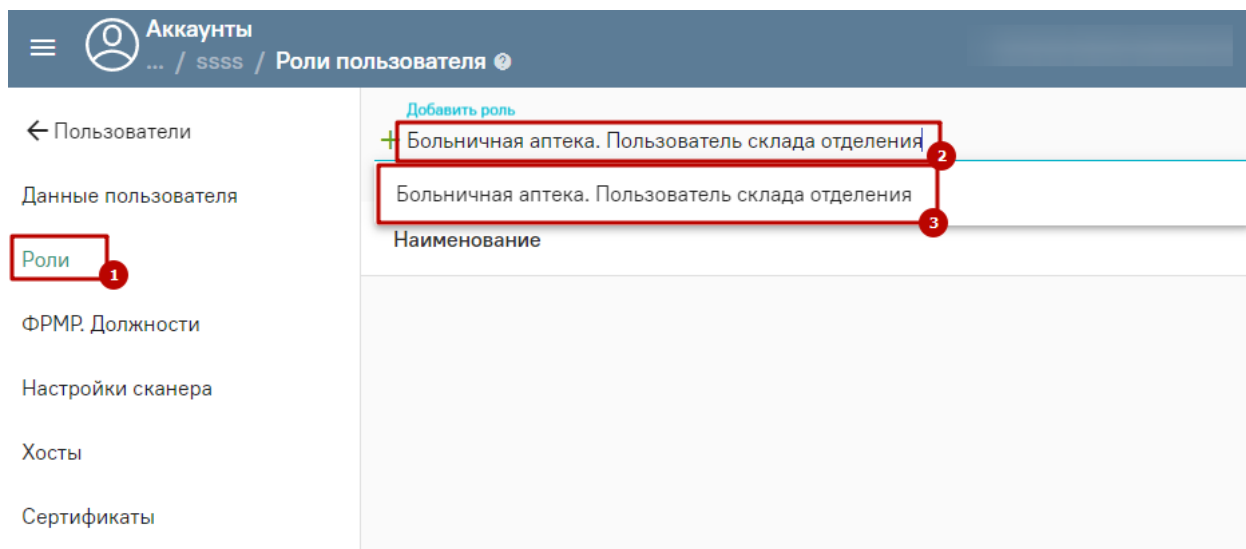 Аккаунты
... / ssss / Роли пользователя ?
← Пользователи
Данные пользователя
Роли
1
ФРМР. Должности
Настройки сканера
Хосты
Сертификаты
Добавить роль
+ Больничная аптека. Пользователь склада отделения
2
Больничная аптека. Пользователь склада отделения
3
Наименование